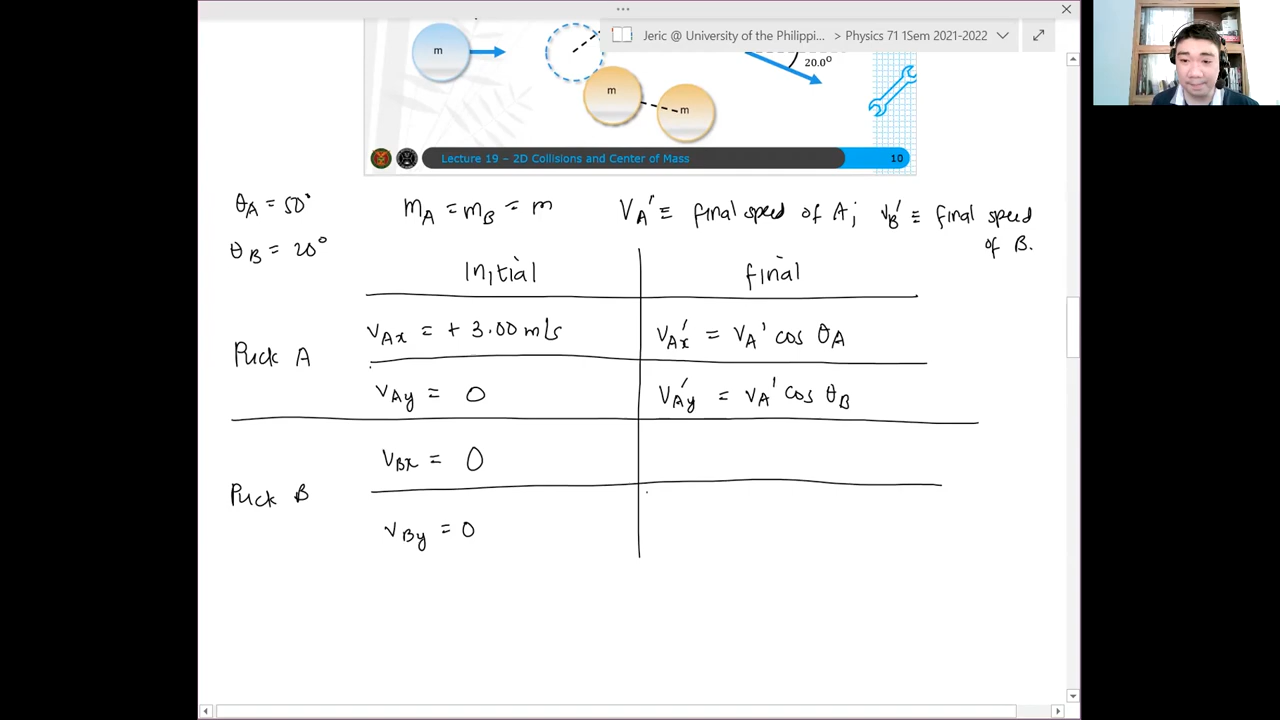 Jeric @ University of the Philippi... > Physics 71 1Sem 2021-2022
m
20.0⁰
m
m
Lecture 19 – 2D Collisions and Center of Mass
10
θA = 50°
mA = mB = m
VA' ≡ final speed of A; vB' ≡ final speed
of B.
θB = 20°
Initial
final
Puck A
vAx = + 3.00 m/s
vAx' = vA' cos θA
vAy = 0
vAy' = vA' cos θB
Puck B
vBx = 0
vBy = 0